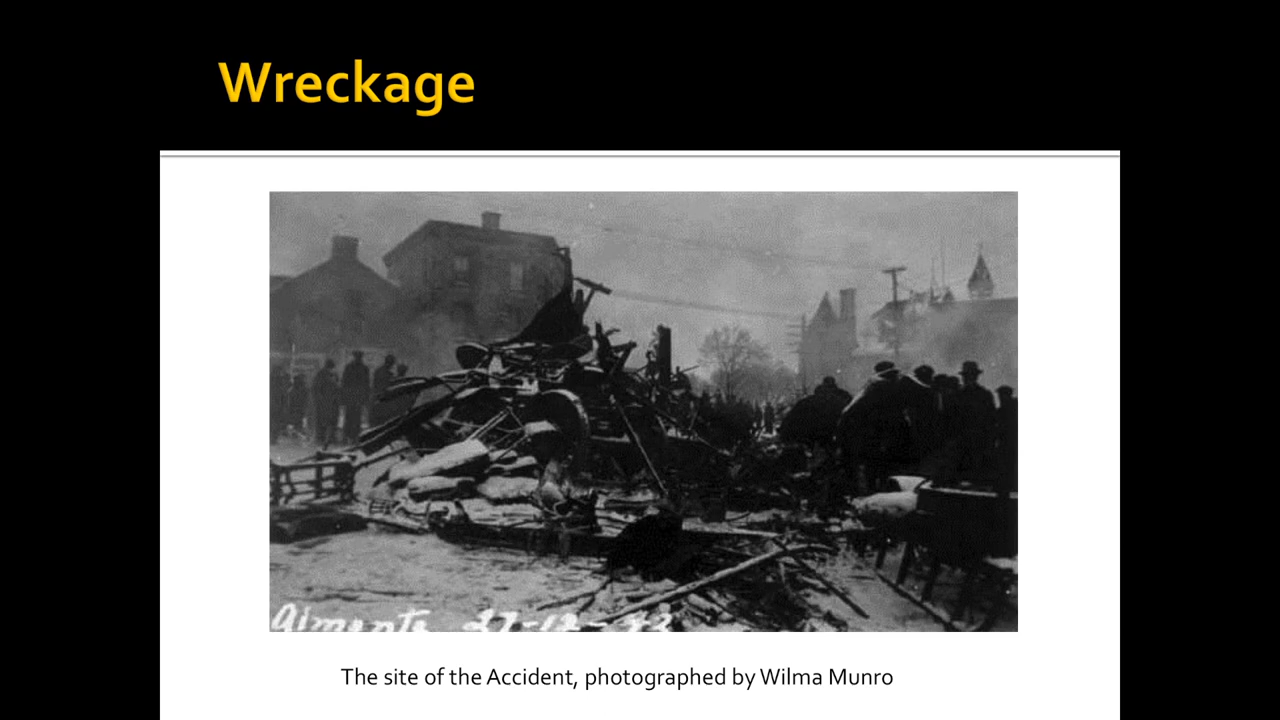 Wreckage
Almonte 27-12-42
The site of the Accident, photographed by Wilma Munro